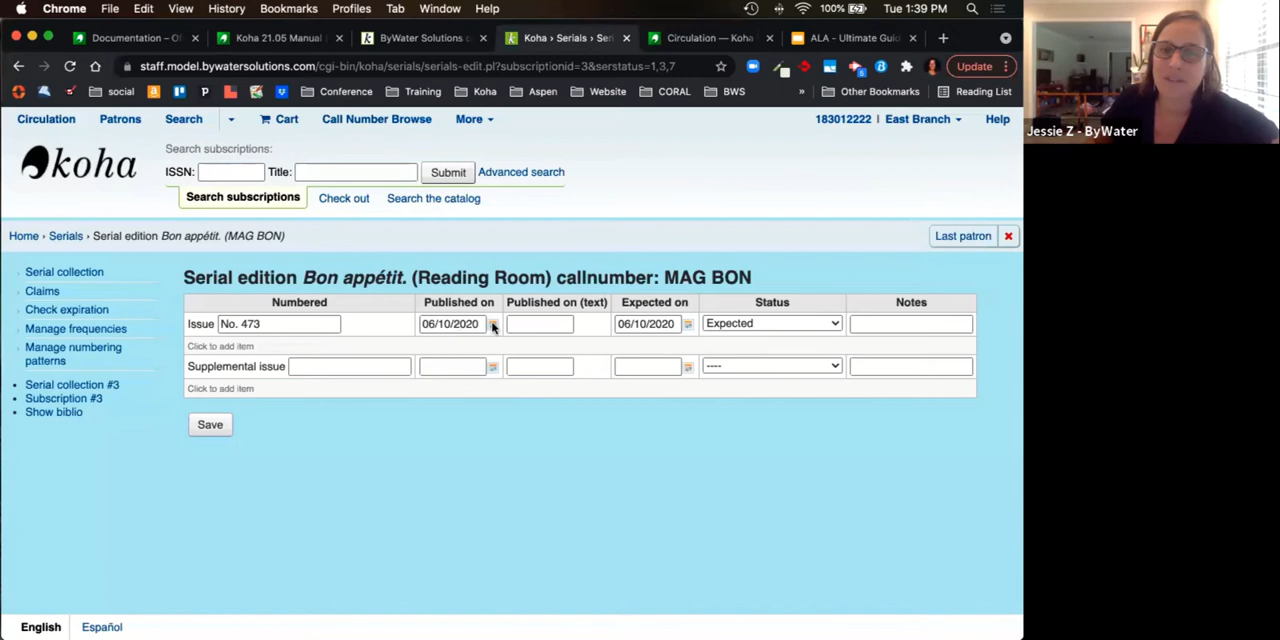 Chrome File Edit View History Bookmarks Profiles Tab Window Help 100% Tue 1:39 PM
Documentation – Of Koha 21.05 Manual ByWater Solutions Koha › Serials › Ser Circulation — Koha ALA - Ultimate Guid
staff.model.bywatersolutions.com/cgi-bin/koha/serials/serials-edit.pl?subscriptionid=3&serstatus=1,3,7 Update
social Conference Training Koha Aspen Website CORAL BWS » Other Bookmarks Reading List
Circulation Patrons Search Cart Call Number Browse More 183012222 | East Branch Help
koha
Search subscriptions:
ISSN: Title: Submit Advanced search
Search subscriptions Check out Search the catalog
Home › Serials › Serial edition Bon appétit. (MAG BON) Last patron
Serial collection
Claims
Check expiration
Manage frequencies
Manage numbering
patterns
Serial collection #3
Subscription #3
Show biblio
Serial edition Bon appétit. (Reading Room) callnumber: MAG BON
Numbered Published on Published on (text) Expected on Status Notes
Issue No. 473 06/10/2020 06/10/2020 Expected
Click to add item
Supplemental issue ----
Click to add item
Save
English Español
Jessie Z - ByWater